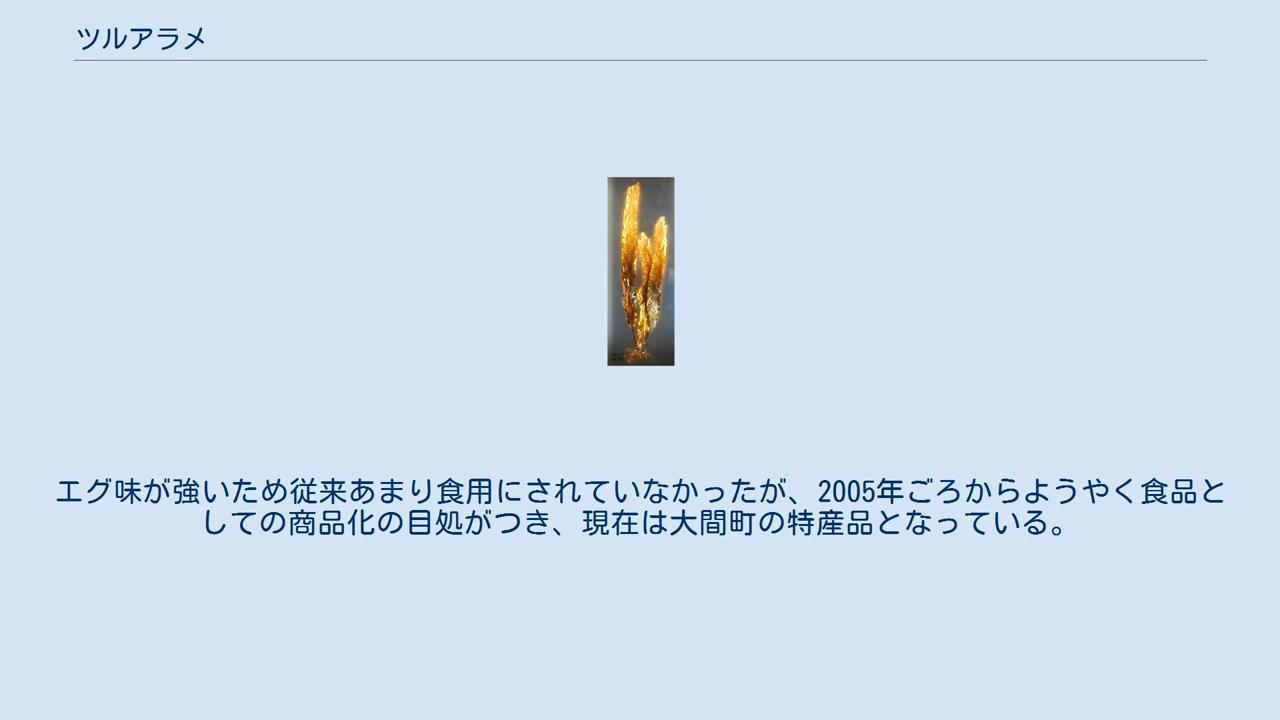 ツルアラメ
エグ味が強いため従来あまり食用にされていなかったが、2005年ごろからようやく食品と
しての商品化の目処がつき、現在は大間町の特産品となっている。